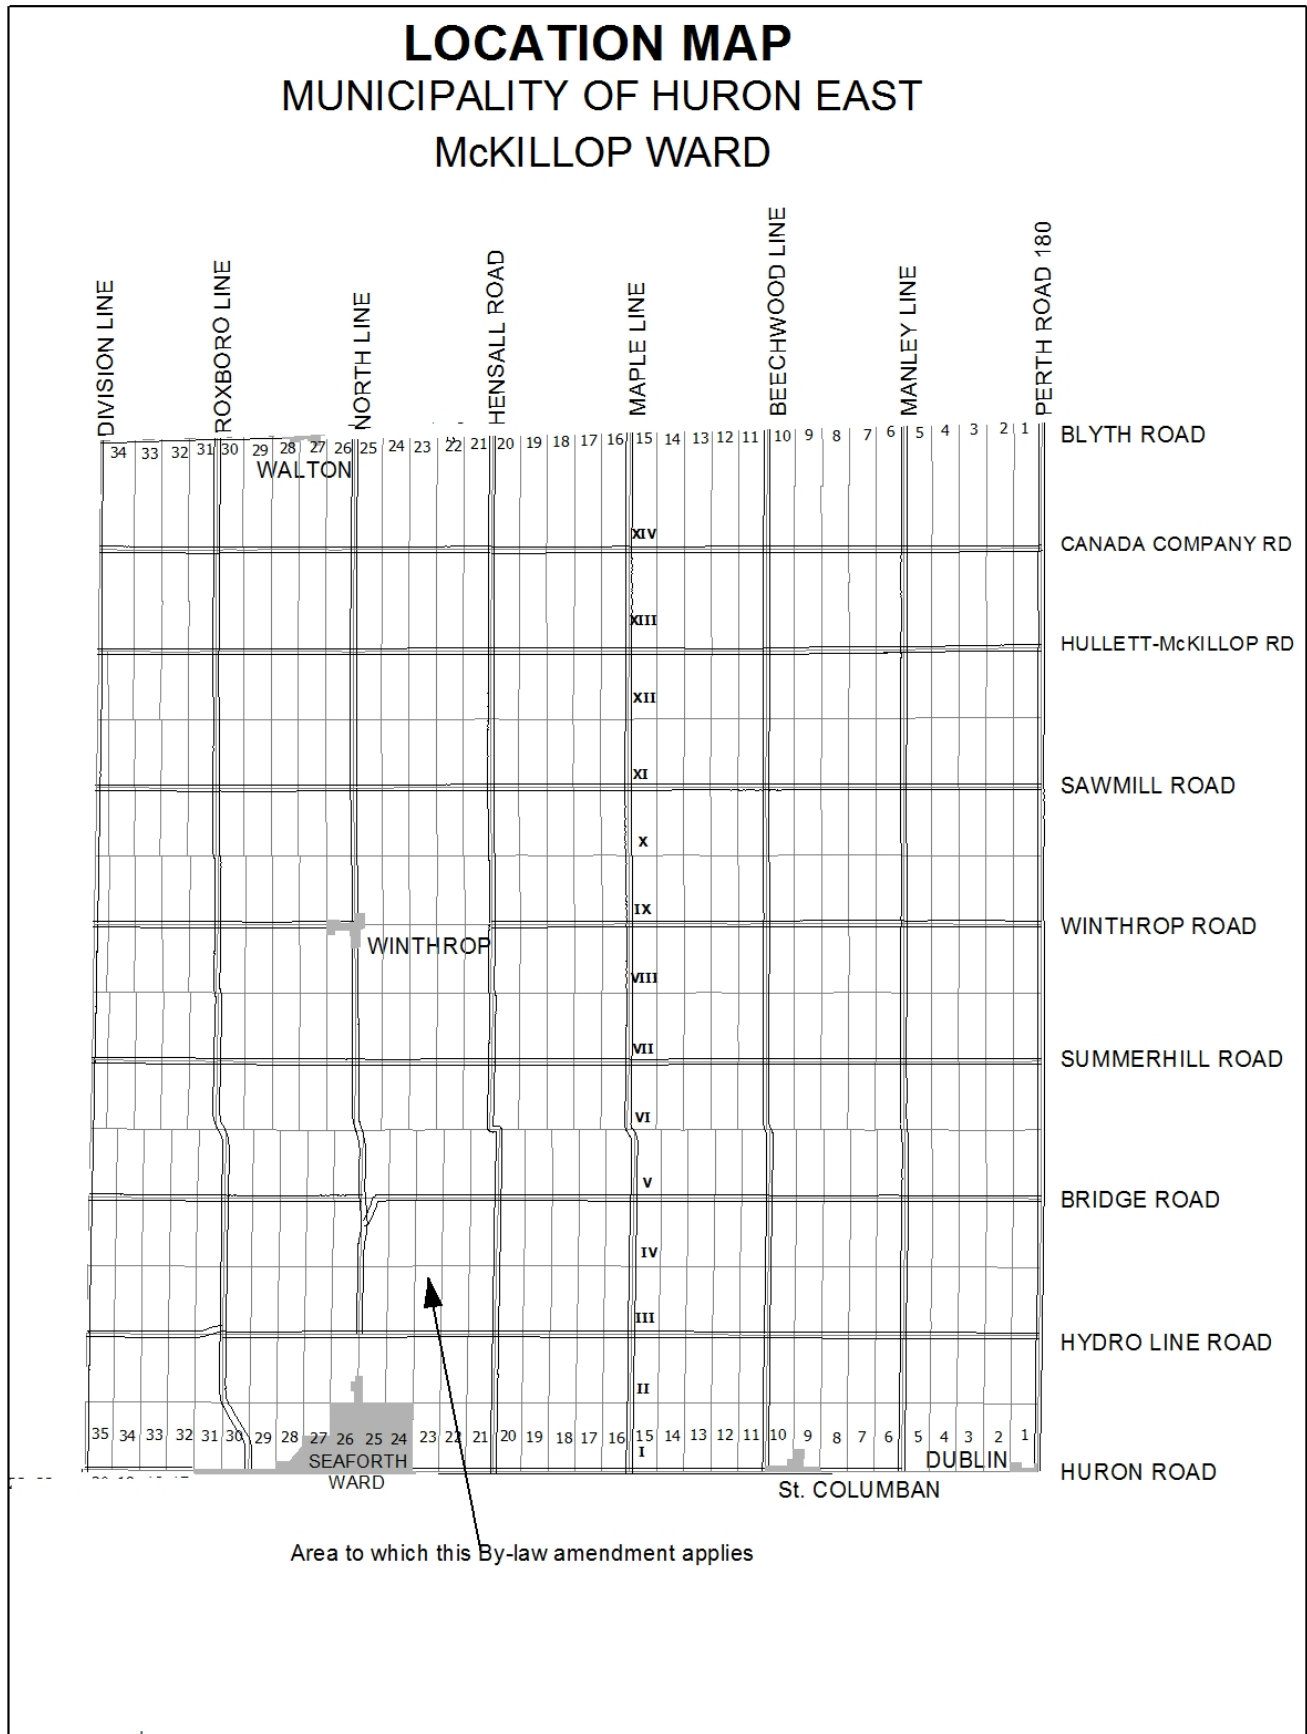 LOCATION MAP
MUNICIPALITY OF HURON EAST
McKILLOP WARD
DIVISION LINE
ROXBORO LINE
NORTH LINE
HENSALL ROAD
MAPLE LINE
BEECHWOOD LINE
MANLEY LINE
PERTH ROAD 180
34 33 32 31 30 29 28 27 26 25 24 23 22 21 20 19 18 17 16 15 14 13 12 11 10 9 8 7 6 5 4 3 2 1
BLYTH ROAD
WALTON
XIV
CANADA COMPANY RD
XIII
HULLETT-McKILLOP RD
XII
XI
SAWMILL ROAD
X
IX
WINTHROP ROAD
WINTHROP
VIII
VII
SUMMERHILL ROAD
VI
V
BRIDGE ROAD
IV
III
HYDRO LINE ROAD
II
35 34 33 32 31 30 29 28 27 26 25 24 23 22 21 20 19 18 17 16 15 14 13 12 11 10 9 8 7 6 5 4 3 2 1
I
SEAFORTH
WARD
DUBLIN
HURON ROAD
St. COLUMBAN
Area to which this By-law amendment applies